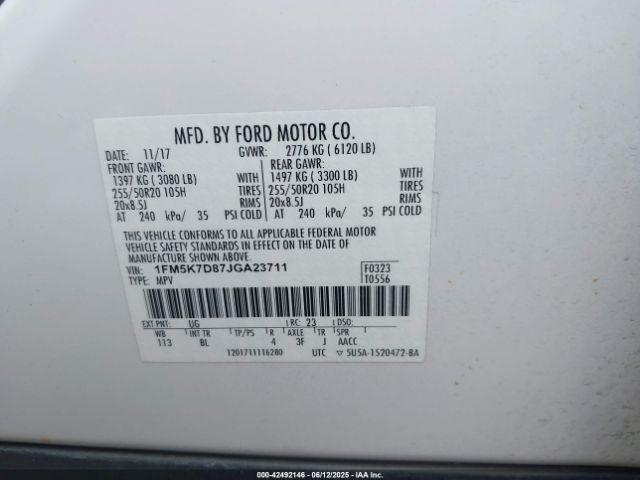 MFD. BY FORD MOTOR CO.
DATE: 11/17 GVWR: 2776 KG ( 6120 LB)
FRONT GAWR: REAR GAWR:
1397 KG ( 3080 LB) WITH 1497 KG ( 3300 LB) WITH
255/50R20 105H TIRES 255/50R20 105H TIRES
20x8.5J RIMS 20x8.5J RIMS
AT 240 kPa/ 35 PSI COLD AT 240 kPa/ 35 PSI COLD
THIS VEHICLE CONFORMS TO ALL APPLICABLE FEDERAL MOTOR
VEHICLE SAFETY STANDARDS IN EFFECT ON THE DATE OF
MANUFACTURE SHOWN ABOVE.
VIN: 1FM5K7D87JGA23711 F0323
TYPE: MPV T0556
EXT PNT: UG RC: 23 DSO:
WB INT TR TP/PS R AXLE TR SPR
113 BL 4 3F J AACC
1201711116280 UTC ▽ 5U5A-1520472-BA
000-42492146 - 06/12/2025 - IAA Inc.